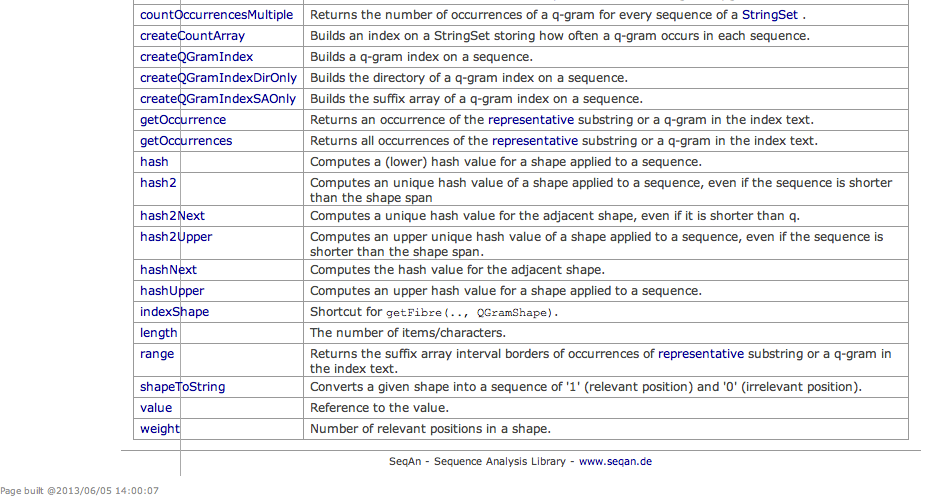 countOccurrencesMultiple Returns the number of occurrences of a q-gram for every sequence of a StringSet .
createCountArray Builds an index on a StringSet storing how often a q-gram occurs in each sequence.
createQGramIndex Builds a q-gram index on a sequence.
createQGramIndexDirOnly Builds the directory of a q-gram index on a sequence.
createQGramIndexSAOnly Builds the suffix array of a q-gram index on a sequence.
getOccurrence Returns an occurrence of the representative substring or a q-gram in the index text.
getOccurrences Returns all occurrences of the representative substring or a q-gram in the index text.
hash Computes a (lower) hash value for a shape applied to a sequence.
hash2 Computes an unique hash value of a shape applied to a sequence, even if the sequence is shorter
than the shape span
hash2Next Computes a unique hash value for the adjacent shape, even if it is shorter than q.
hash2Upper Computes an upper unique hash value of a shape applied to a sequence, even if the sequence is
shorter than the shape span.
hashNext Computes the hash value for the adjacent shape.
hashUpper Computes an upper hash value for a shape applied to a sequence.
indexShape Shortcut for getFibre(.., QGramShape).
length The number of items/characters.
range Returns the suffix array interval borders of occurrences of representative substring or a q-gram in
the index text.
shapeToString Converts a given shape into a sequence of '1' (relevant position) and '0' (irrelevant position).
value Reference to the value.
weight Number of relevant positions in a shape.
SeqAn - Sequence Analysis Library - www.seqan.de
Page built @2013/06/05 14:00:07